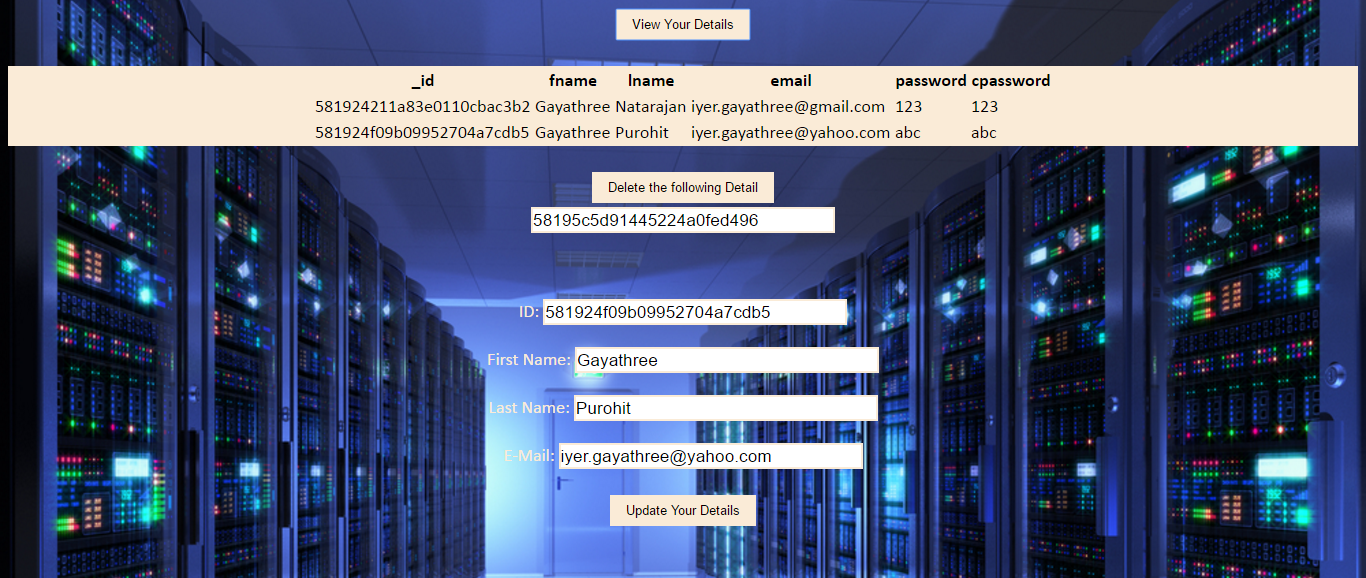 View Your Details
_id fname lname email password cpassword
581924211a83e0110cbac3b2 Gayathree Natarajan iyer.gayathree@gmail.com 123 123
581924f09b09952704a7cdb5 Gayathree Purohit iyer.gayathree@yahoo.com abc abc
Delete the following Detail
58195c5d91445224a0fed496
ID: 581924f09b09952704a7cdb5
First Name: Gayathree
Last Name: Purohit
E-Mail: iyer.gayathree@yahoo.com
Update Your Details